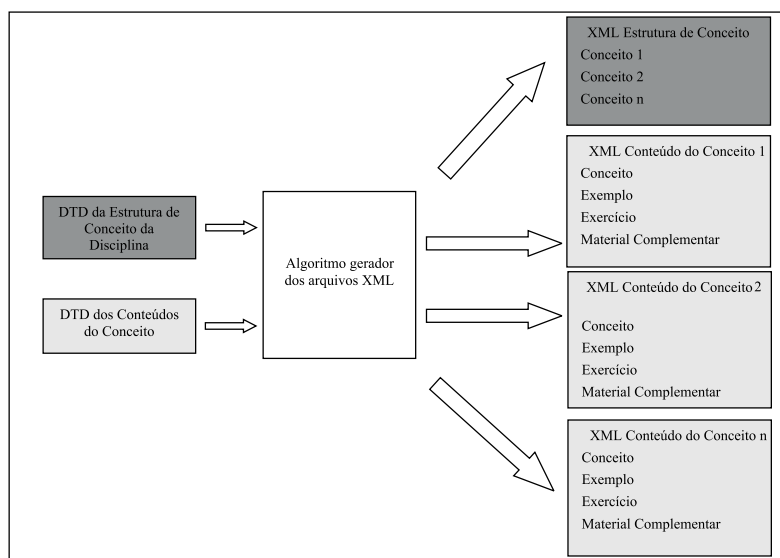 DTD da Estrutura de
Conceito da
Disciplina
DTD dos Conteúdos
do Conceito
Algoritmo gerador
dos arquivos XML
XML Estrutura de Conceito
Conceito 1
Conceito 2
Conceito n
XML Conteúdo do Conceito 1
Conceito
Exemplo
Exercício
Material Complementar
XML Conteúdo do Conceito 2
Conceito
Exemplo
Exercício
Material Complementar
XML Conteúdo do Conceito n
Conceito
Exemplo
Exercício
Material Complementar